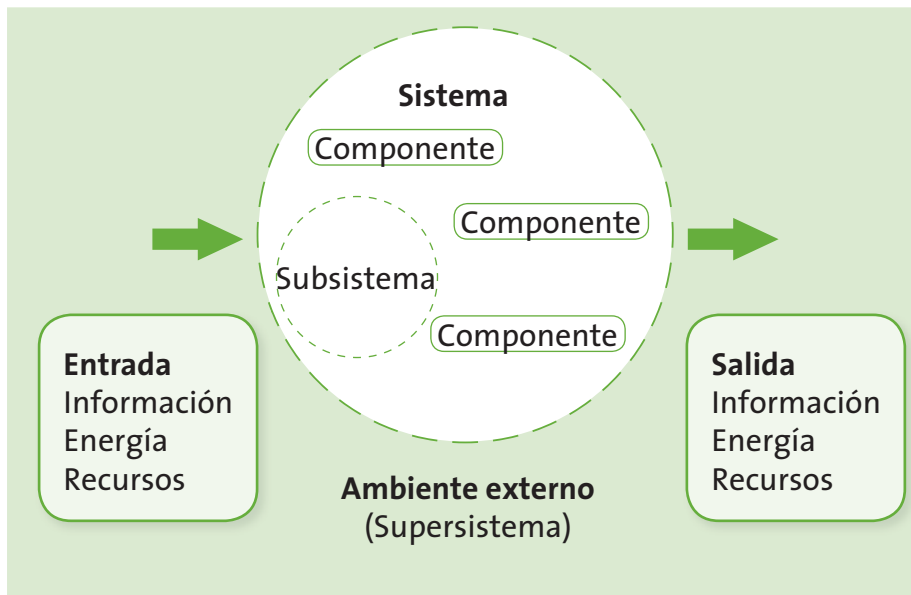 Sistema
Componente
Componente
Subsistema
Componente
Entrada
Información
Energía
Recursos
Salida
Información
Energía
Recursos
Ambiente externo
(Supersistema)